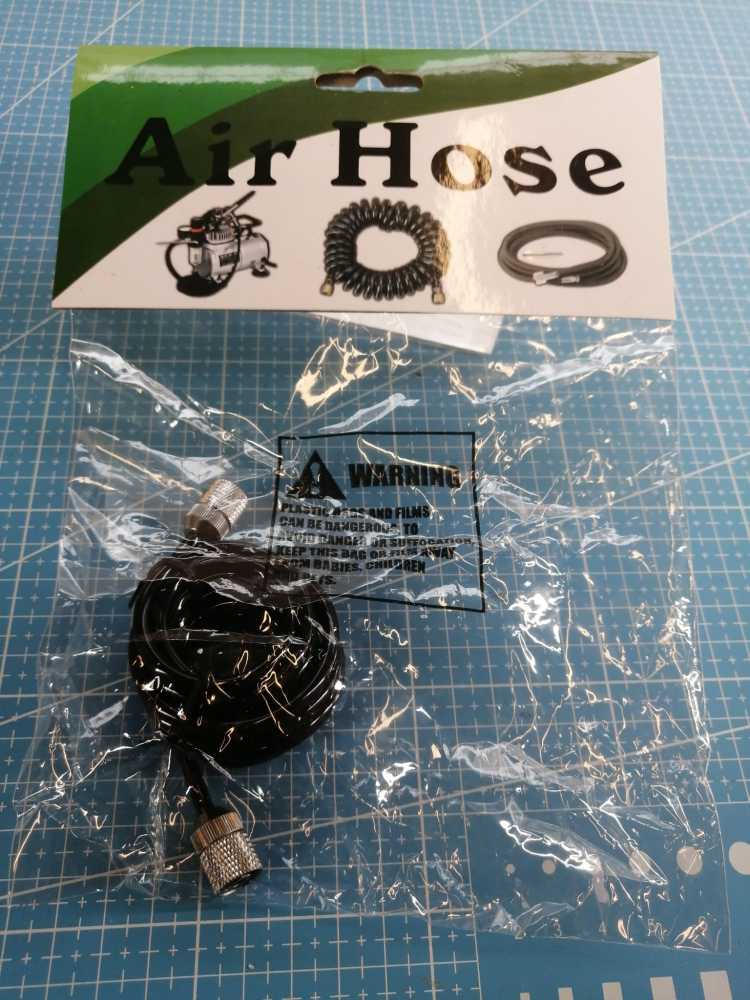 Air Hose
WARNING
PLASTIC BAGS AND FILMS
CAN BE DANGEROUS TO
AVOID DANGER OR SUFFOCATION,
KEEP THIS BAG OR FILM AWAY
FROM BABIES, CHILDREN